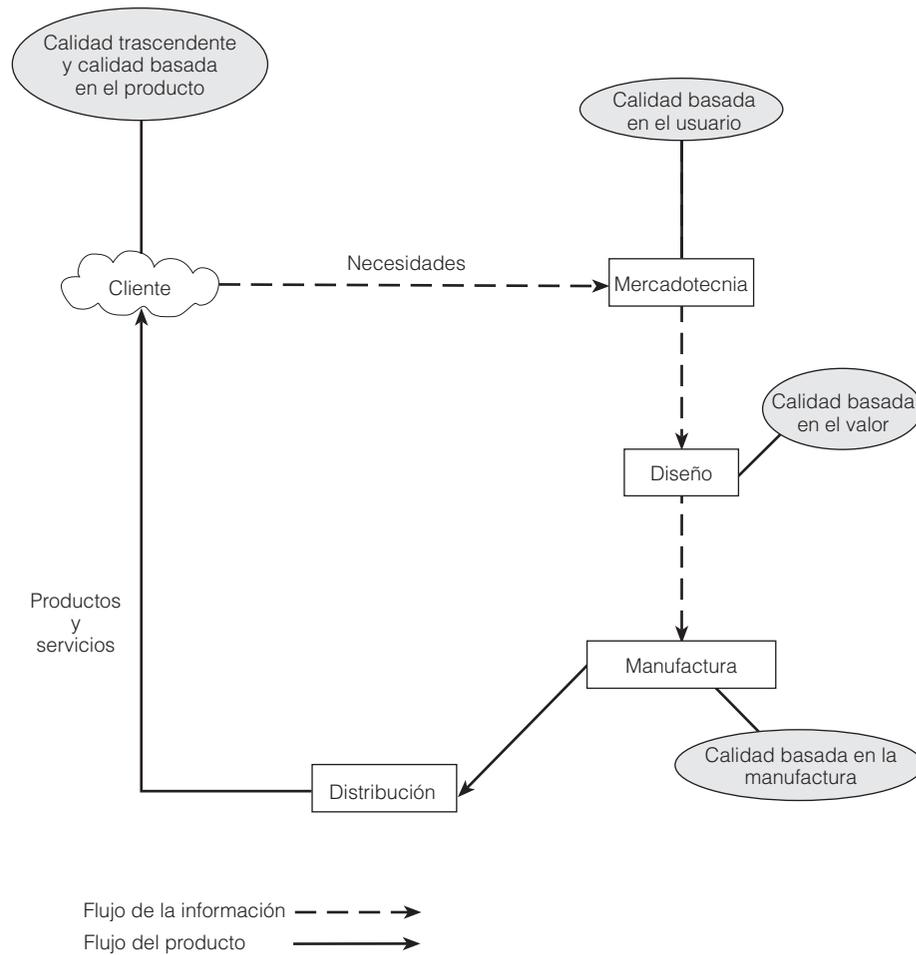 Calidad trascendente
y calidad basada
en el producto
Calidad basada
en el usuario
Necesidades
Cliente
Mercadotecnia
Calidad basada
en el valor
Diseño
Productos
y
servicios
Manufactura
Calidad basada en la
manufactura
Distribución
Flujo de la información
Flujo del producto